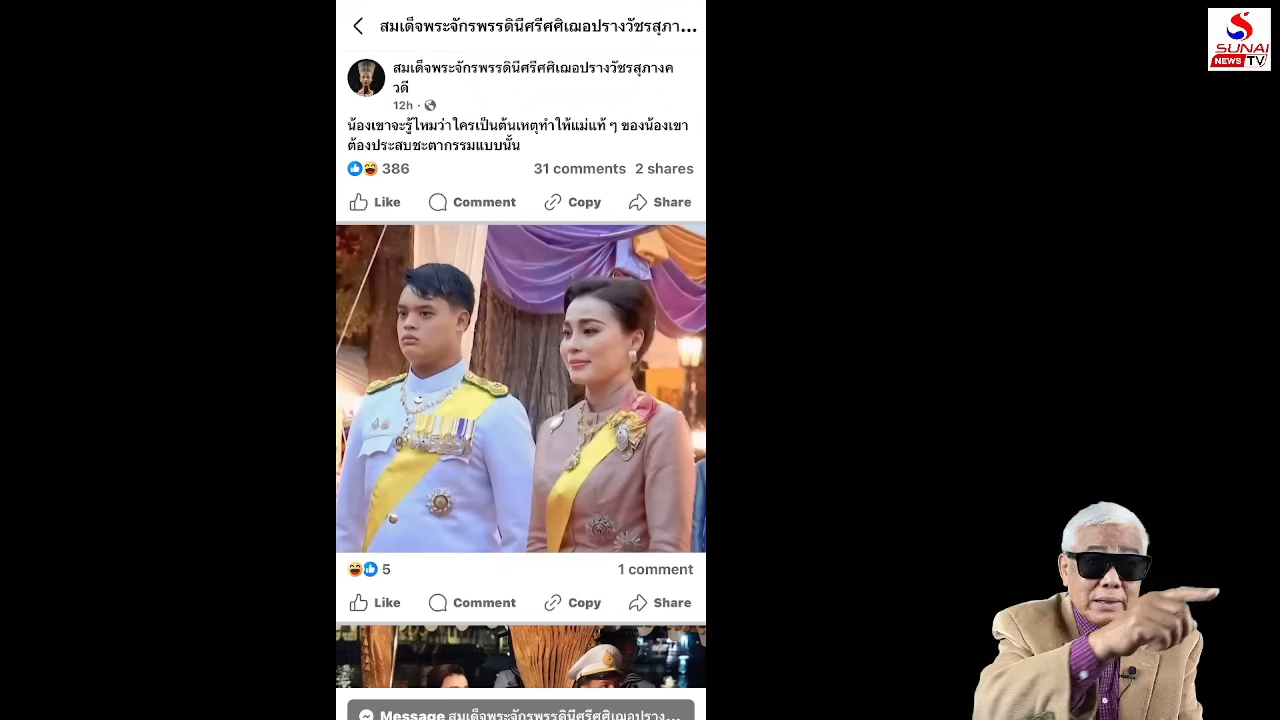 สมเด็จพระจักรพรรดินีศรีศศิเฌอปรางวัชรสุภา...
SUNAI
NEWS TV
สมเด็จพระจักรพรรดินีศรีศศิเฌอปรางวัชรสุภางค
วดี
12h ·
น้องเขาจะรู้ไหมว่าใครเป็นต้นเหตุทำให้แม่แท้ ๆ ของน้องเขา
ต้องประสบชะตากรรมแบบนั้น
386 31 comments 2 shares
Like Comment Copy Share
5 1 comment
Like Comment Copy Share
Message สมเด็จพระจักรพรรดินีศรีศศิเฌอปราง...